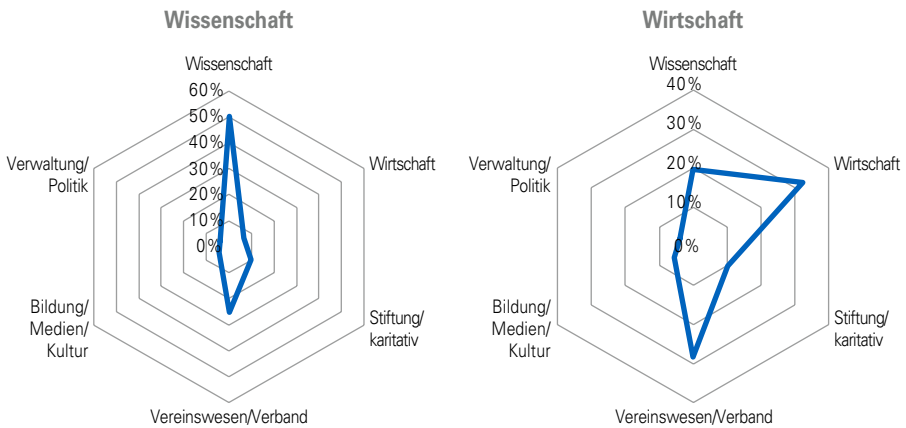 Wissenschaft
Wissenschaft
60%
50%
40%
30%
20%
10%
0%
Wirtschaft
Stiftung/
karitativ
Vereinswesen/Verband
Bildung/
Medien/
Kultur
Verwaltung/
Politik
Wirtschaft
Wissenschaft
40%
30%
20%
10%
0%
Wirtschaft
Stiftung/
karitativ
Vereinswesen/Verband
Bildung/
Medien/
Kultur
Verwaltung/
Politik